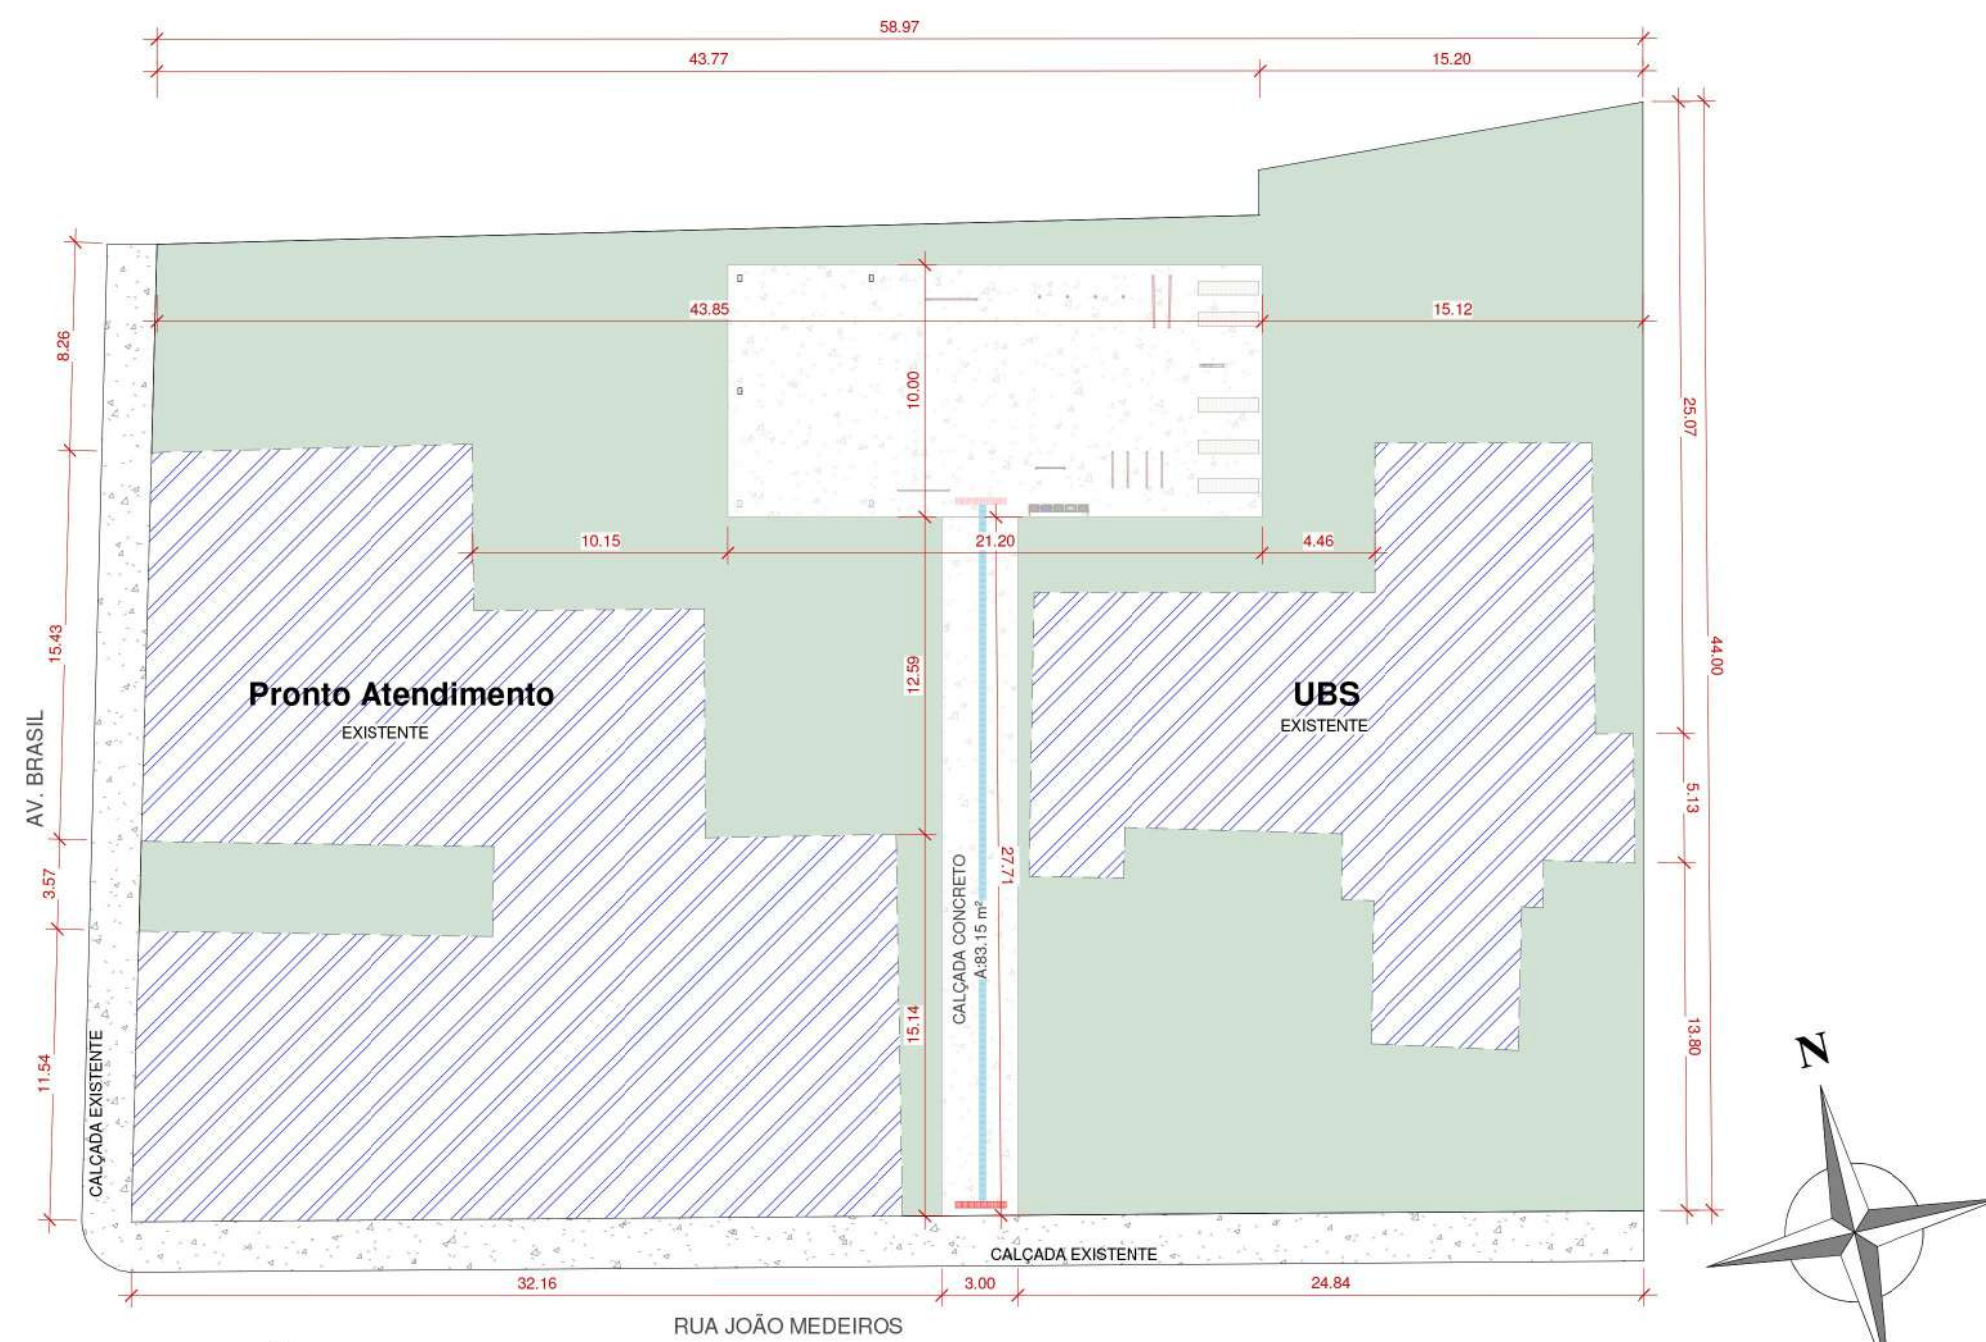 58.97
43.77
15.20
43.85
15.12
8.26
10.00
25.07
10.15
21.20
4.46
15.43
12.59
44.00
Pronto Atendimento
EXISTENTE
UBS
EXISTENTE
AV. BRASIL
5.13
3.57
27.71
CALÇADA CONCRETO
A:83.15 m²
15.14
13.80
11.54
CALÇADA EXISTENTE
N
CALÇADA EXISTENTE
32.16
3.00
24.84
RUA JOÃO MEDEIROS